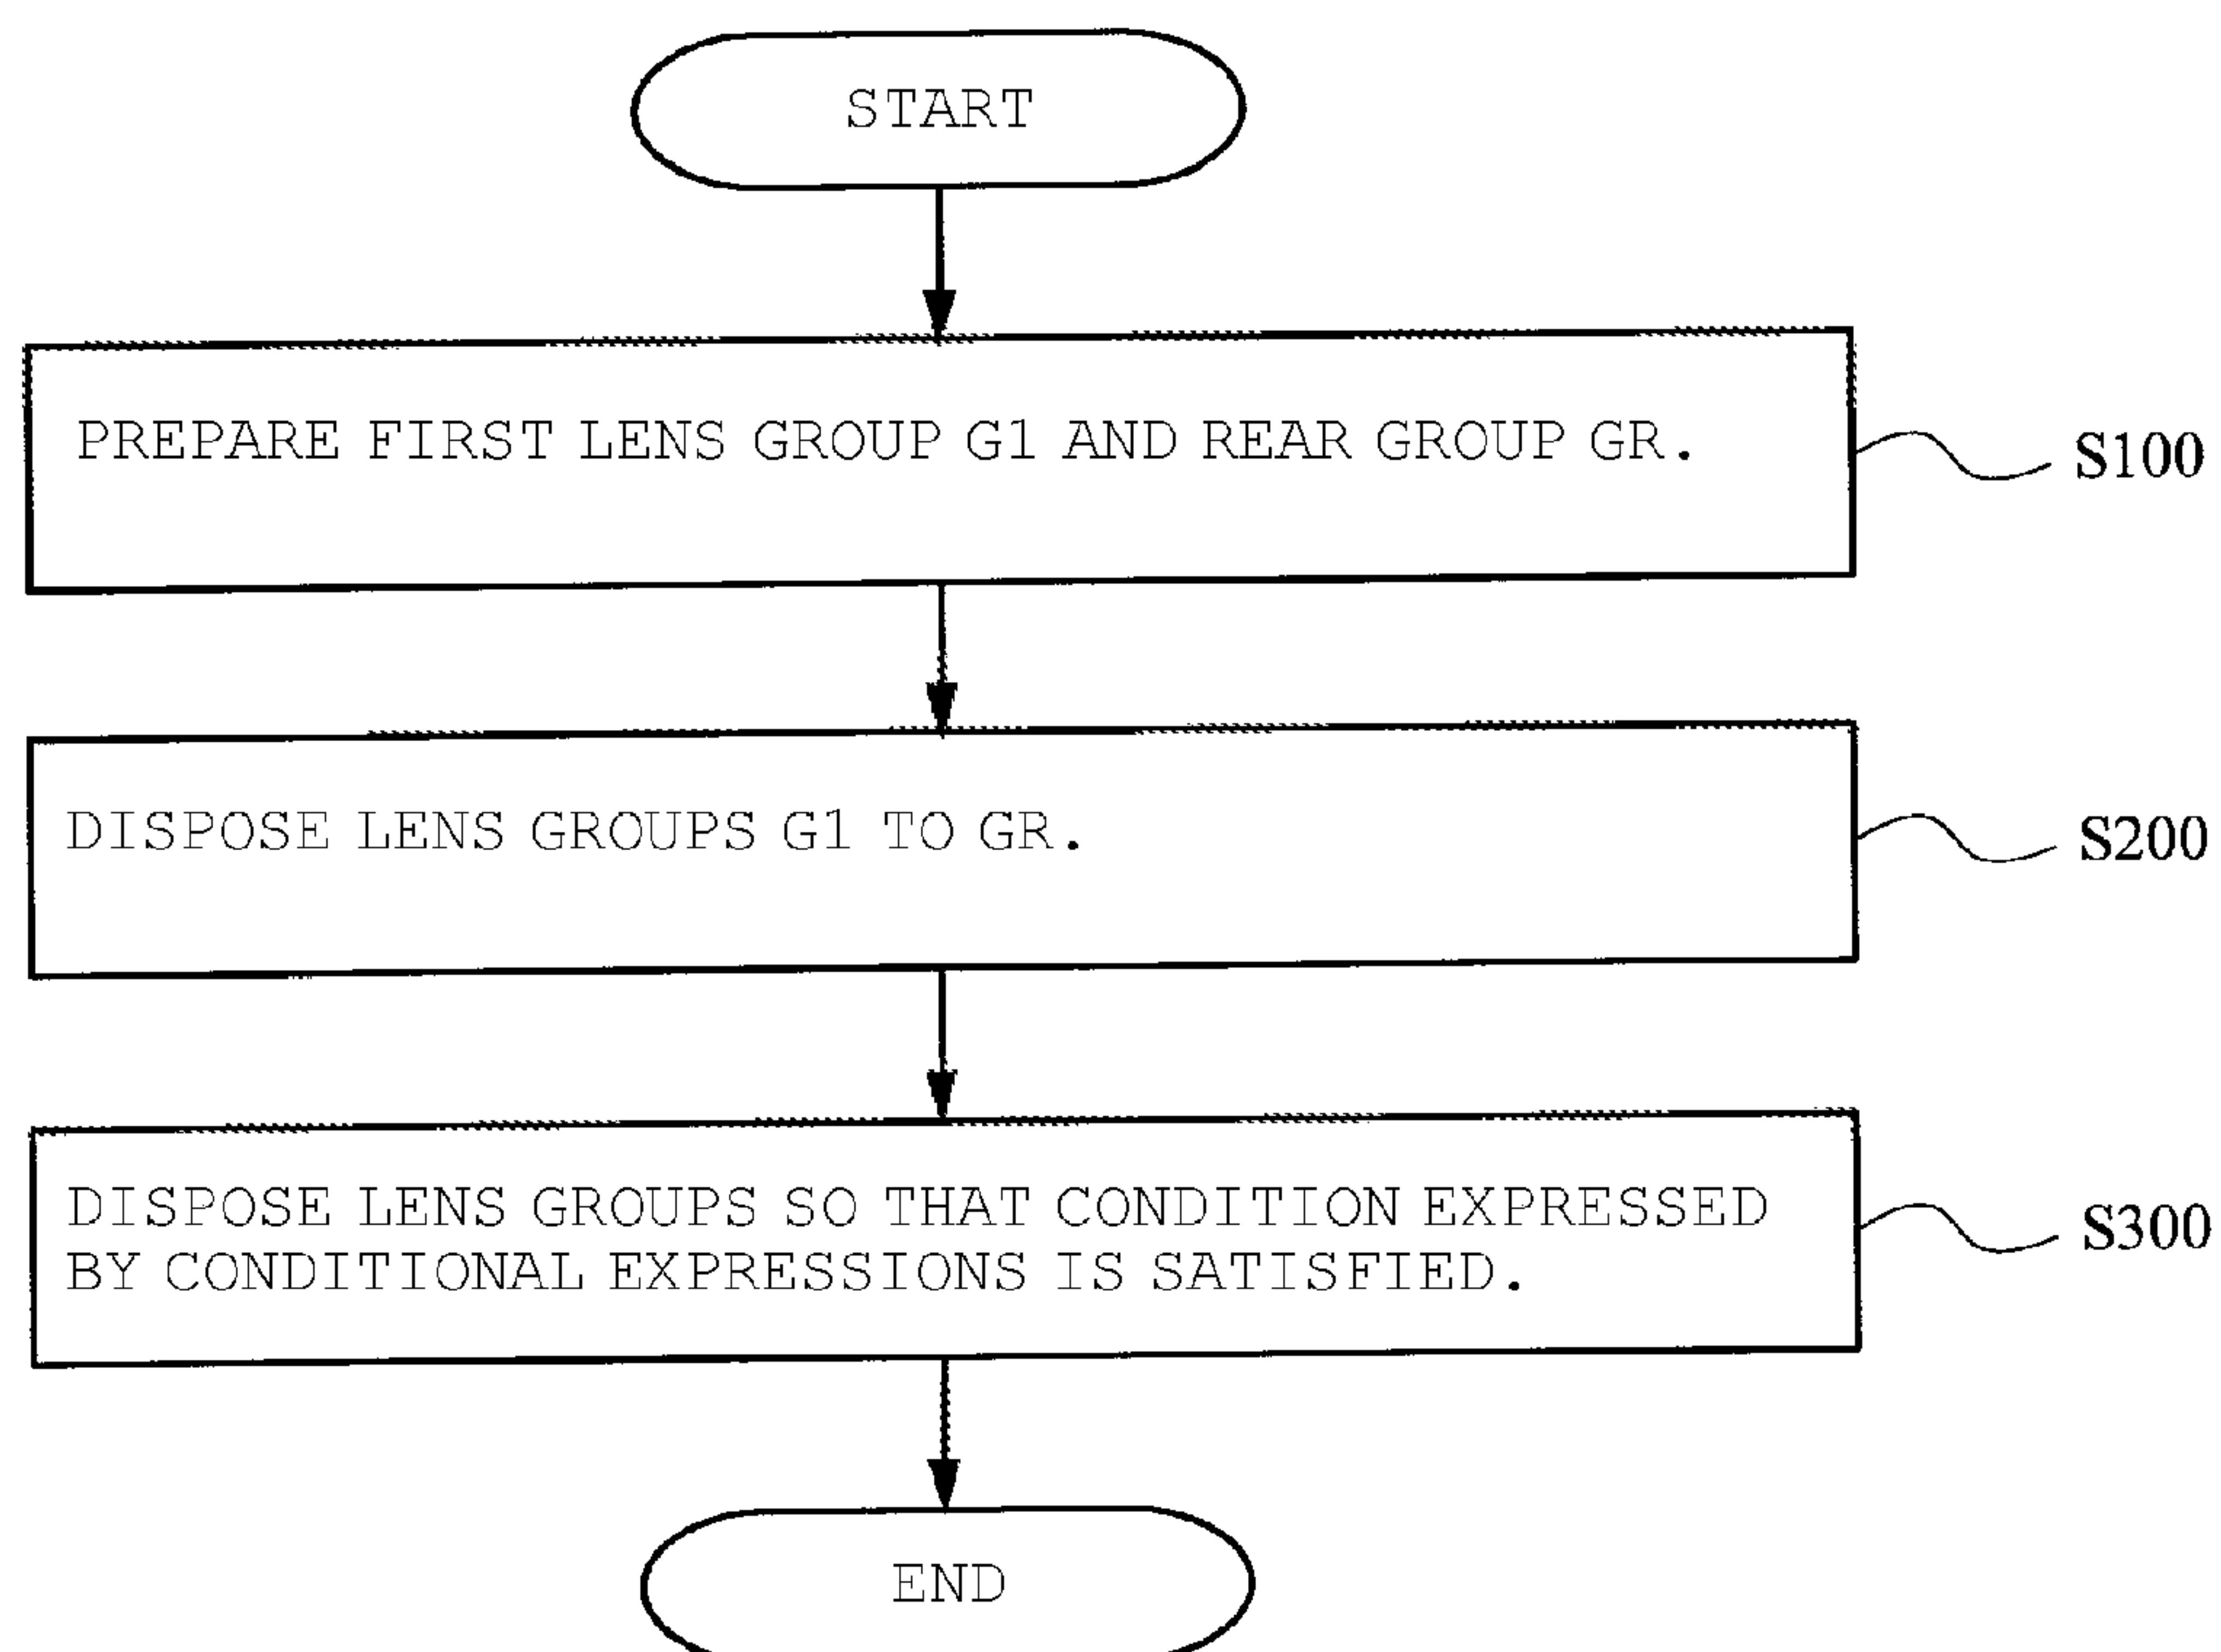 START
PREPARE FIRST LENS GROUP G1 AND REAR GROUP GR.
S100
DISPOSE LENS GROUPS G1 TO GR.
S200
DISPOSE LENS GROUPS SO THAT CONDITION EXPRESSED
BY CONDITIONAL EXPRESSIONS IS SATISFIED.
S300
END